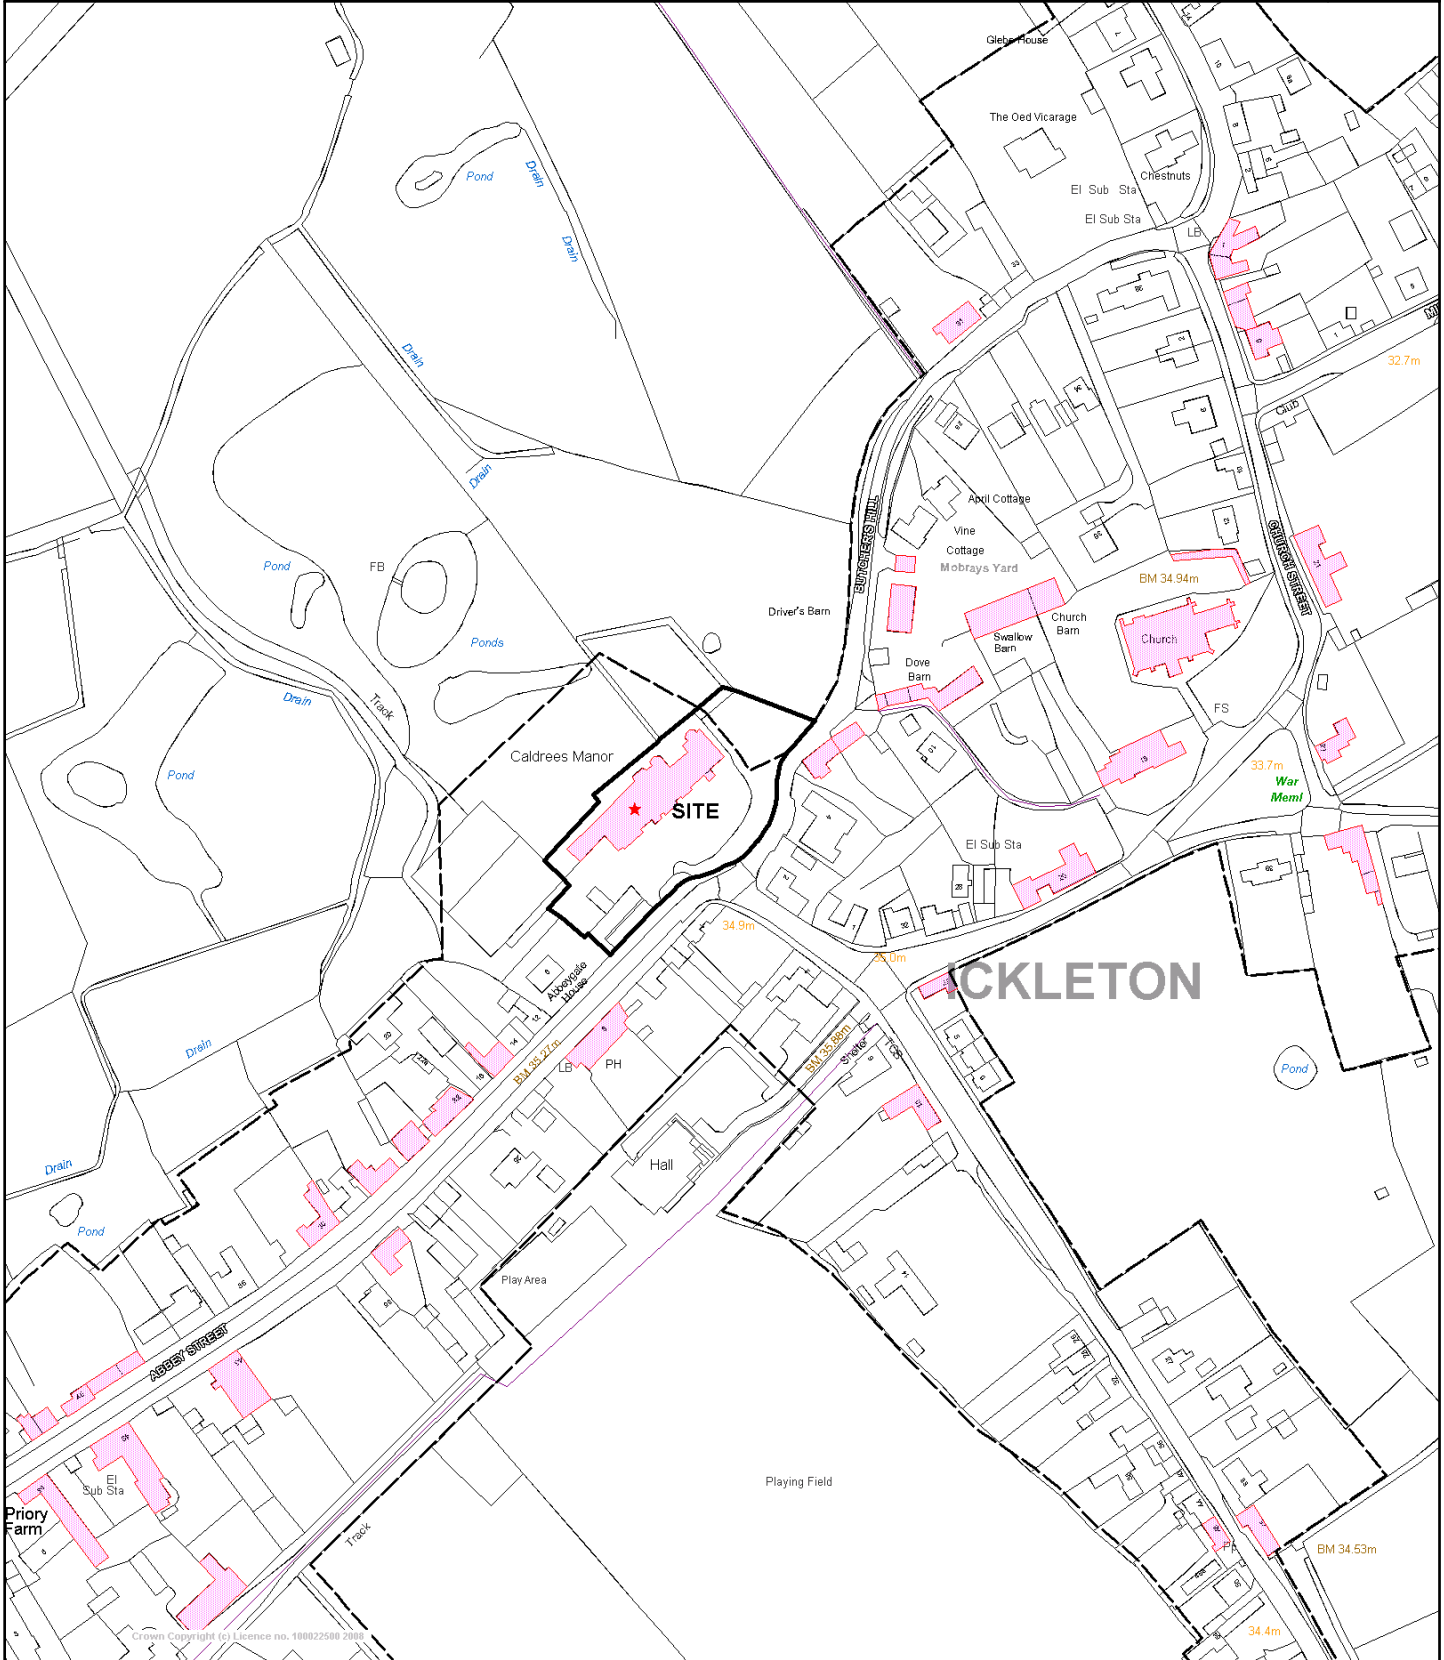 Glebe House
The Oed Vicarage
Chestnuts
El Sub Sta
El Sub Sta
LB
Pond
Drain
Drain
Drain
32.7m
Club
Drain
April Cottage
Vine
Cottage
Mobrays Yard
BUTCHER'S HILL
CHURCH STREET
BM 34.94m
Pond
FB
Driver's Barn
Church
Barn
Swallow
Barn
Church
Ponds
Dove
Barn
Drain
Track
FS
Caldrees Manor
Pond
33.7m
War
Meml
SITE
El Sub Sta
34.9m
35.0m
ICKLETON
Abbeygate
House
BM 35.27m
LB
PH
BM 35.88m
Shelter
TCB
Drain
Pond
Hall
Drain
Pond
Play Area
ABBEY STREET
El
Sub Sta
Priory
Farm
Playing Field
Track
BM 34.53m
34.4m
Crown Copyright (c) Licence no. 100022500 2008